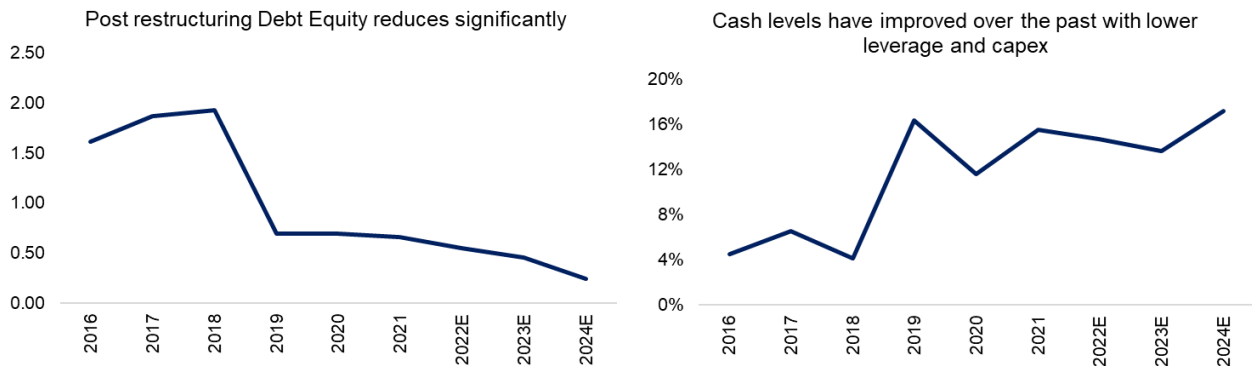 Post restructuring Debt Equity reduces significantly
2.50
2.00
1.50
1.00
0.50
0.00
2016
2017
2018
2019
2020
2021
2022E
2023E
2024E
Cash levels have improved over the past with lower
leverage and capex
20%
16%
12%
8%
4%
0%
2016
2017
2018
2019
2020
2021
2022E
2023E
2024E